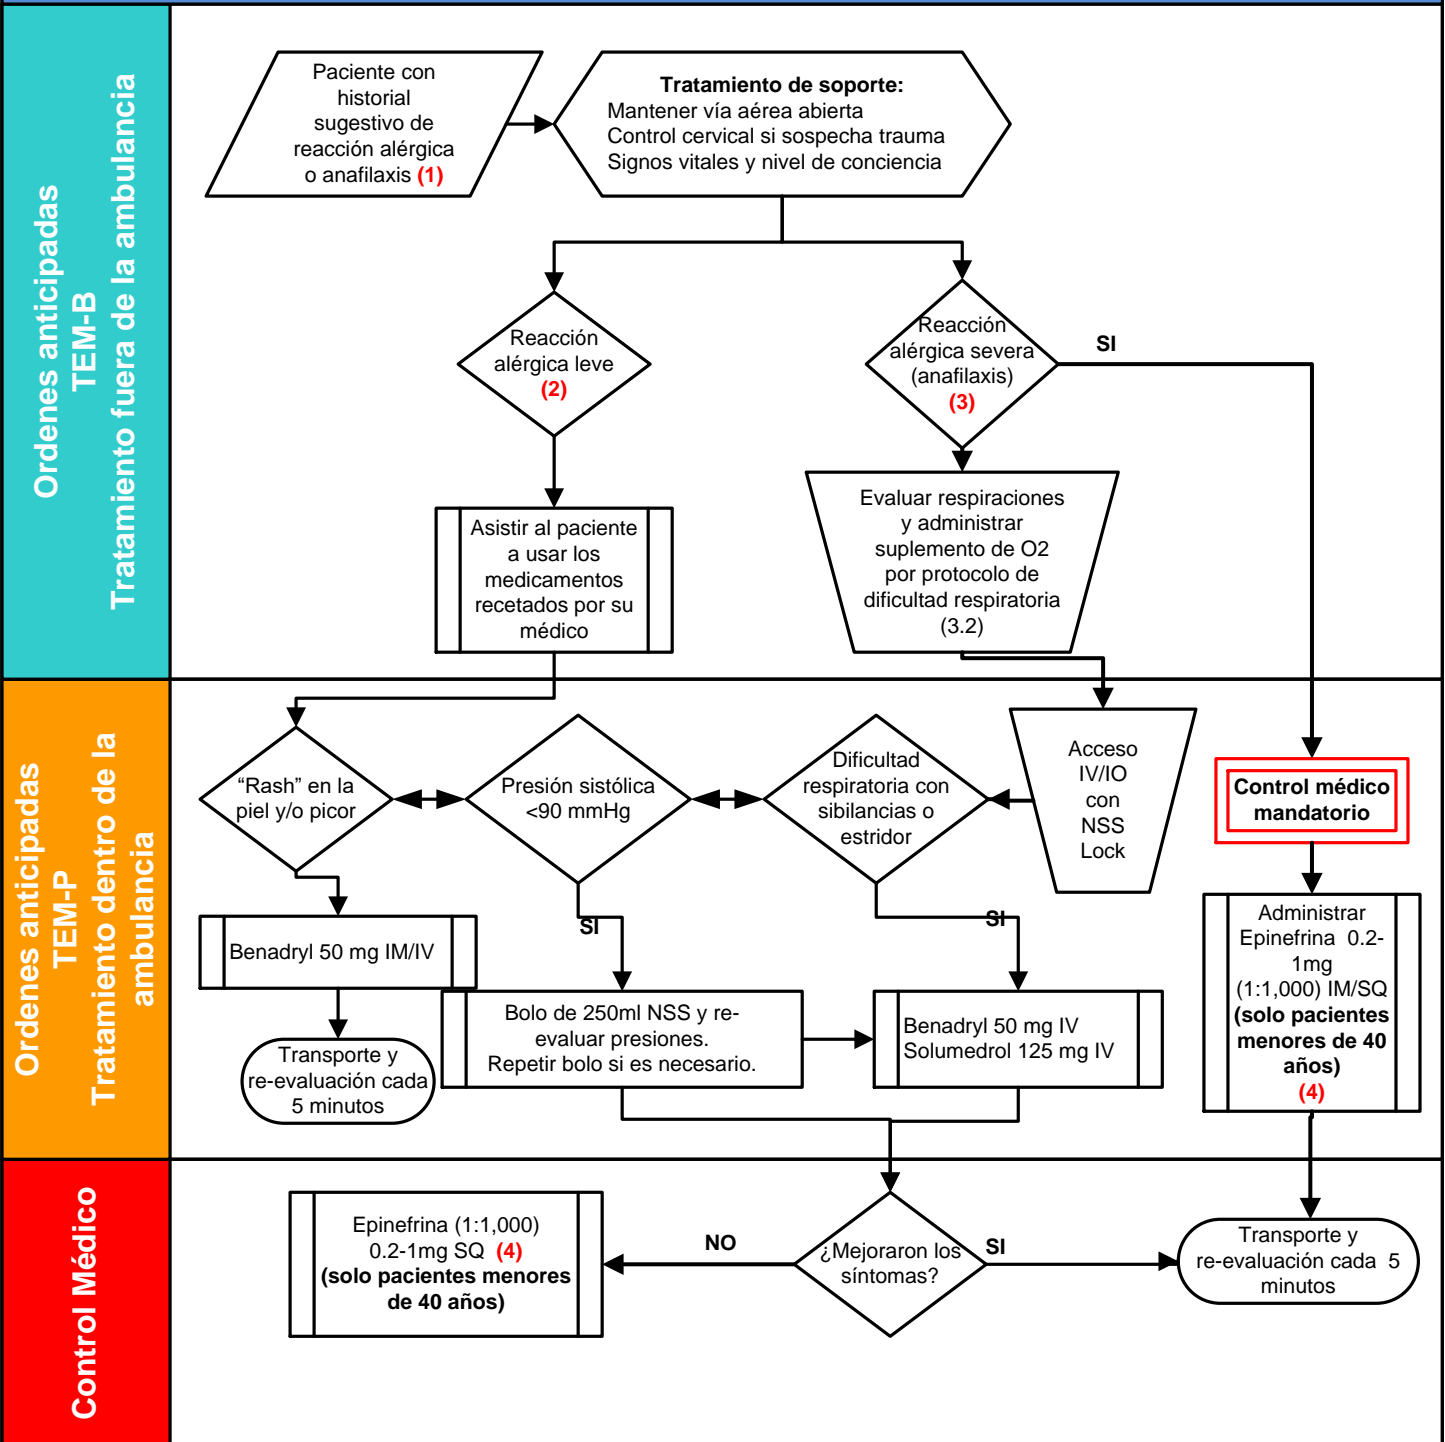 Ordenes anticipadas
TEM-B
Tratamiento fuera de la ambulancia
Paciente con
historial
sugestivo de
reacción alérgica
o anafilaxis (1)
Tratamiento de soporte:
Mantener vía aérea abierta
Control cervical si sospecha trauma
Signos vitales y nivel de conciencia
Reacción
alérgica leve
(2)
Reacción
alérgica severa
(anafilaxis)
(3)
SI
Asistir al paciente
a usar los
medicamentos
recetados por su
médico
Evaluar respiraciones
y administrar
suplemento de O2
por protocolo de
dificultad respiratoria
(3.2)
Ordenes anticipadas
TEM-P
Tratamiento dentro de la
ambulancia
“Rash” en la
piel y/o picor
Presión sistólica
<90 mmHg
Dificultad
respiratoria con
sibilancias o
estridor
Acceso
IV/IO
con
NSS
Lock
Control médico
mandatorio
SI
SI
Benadryl 50 mg IM/IV
Administrar
Epinefrina 0.2-
1mg
(1:1,000) IM/SQ
(solo pacientes
menores de 40
años)
(4)
Bolo de 250ml NSS y re-
evaluar presiones.
Repetir bolo si es necesario.
Benadryl 50 mg IV
Solumedrol 125 mg IV
Transporte y
re-evaluación cada
5 minutos
Control Médico
Epinefrina (1:1,000)
0.2-1mg SQ (4)
(solo pacientes menores
de 40 años)
NO
¿Mejoraron los
síntomas?
SI
Transporte y
re-evaluación cada 5
minutos